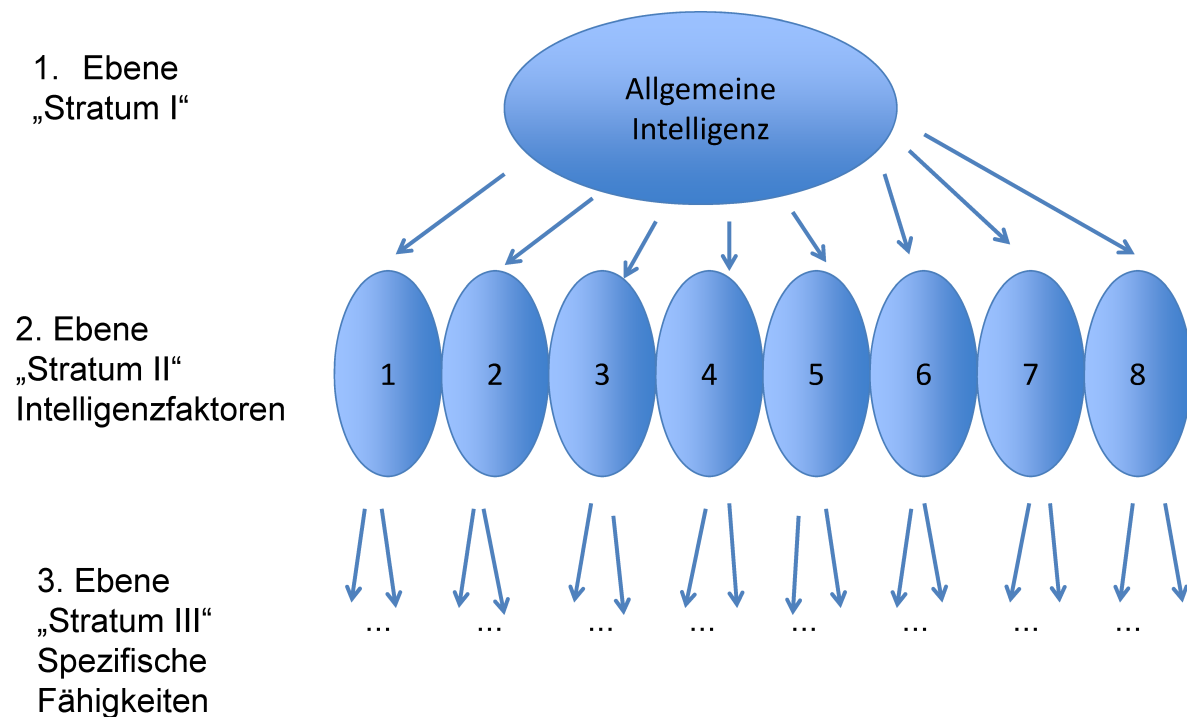 1. Ebene
„Stratum I“
Allgemeine
Intelligenz
2. Ebene
„Stratum II“
Intelligenzfaktoren
1 2 3 4 5 6 7 8
3. Ebene
„Stratum III“
Spezifische
Fähigkeiten
... ... ... ... ... ... ... ...